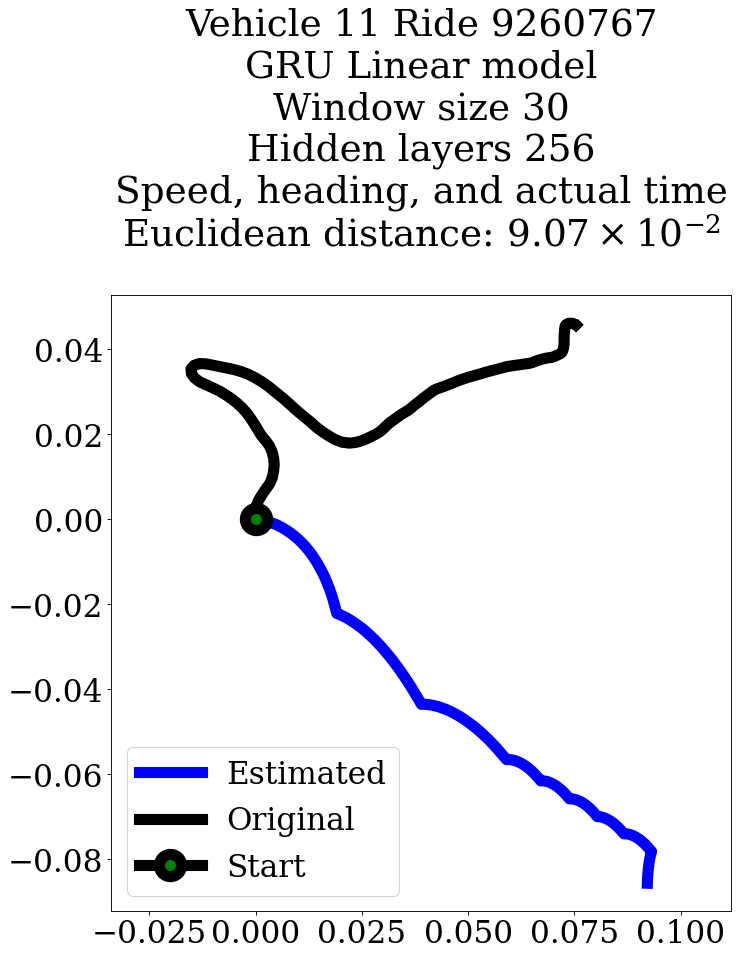 Vehicle 11 Ride 9260767
GRU Linear model
Window size 30
Hidden layers 256
Speed, heading, and actual time
Euclidean distance: 9.07 × 10⁻²
0.04
0.02
0.00
−0.02
−0.04
−0.06
−0.08
Estimated
Original
Start
−0.025 0.000 0.025 0.050 0.075 0.100